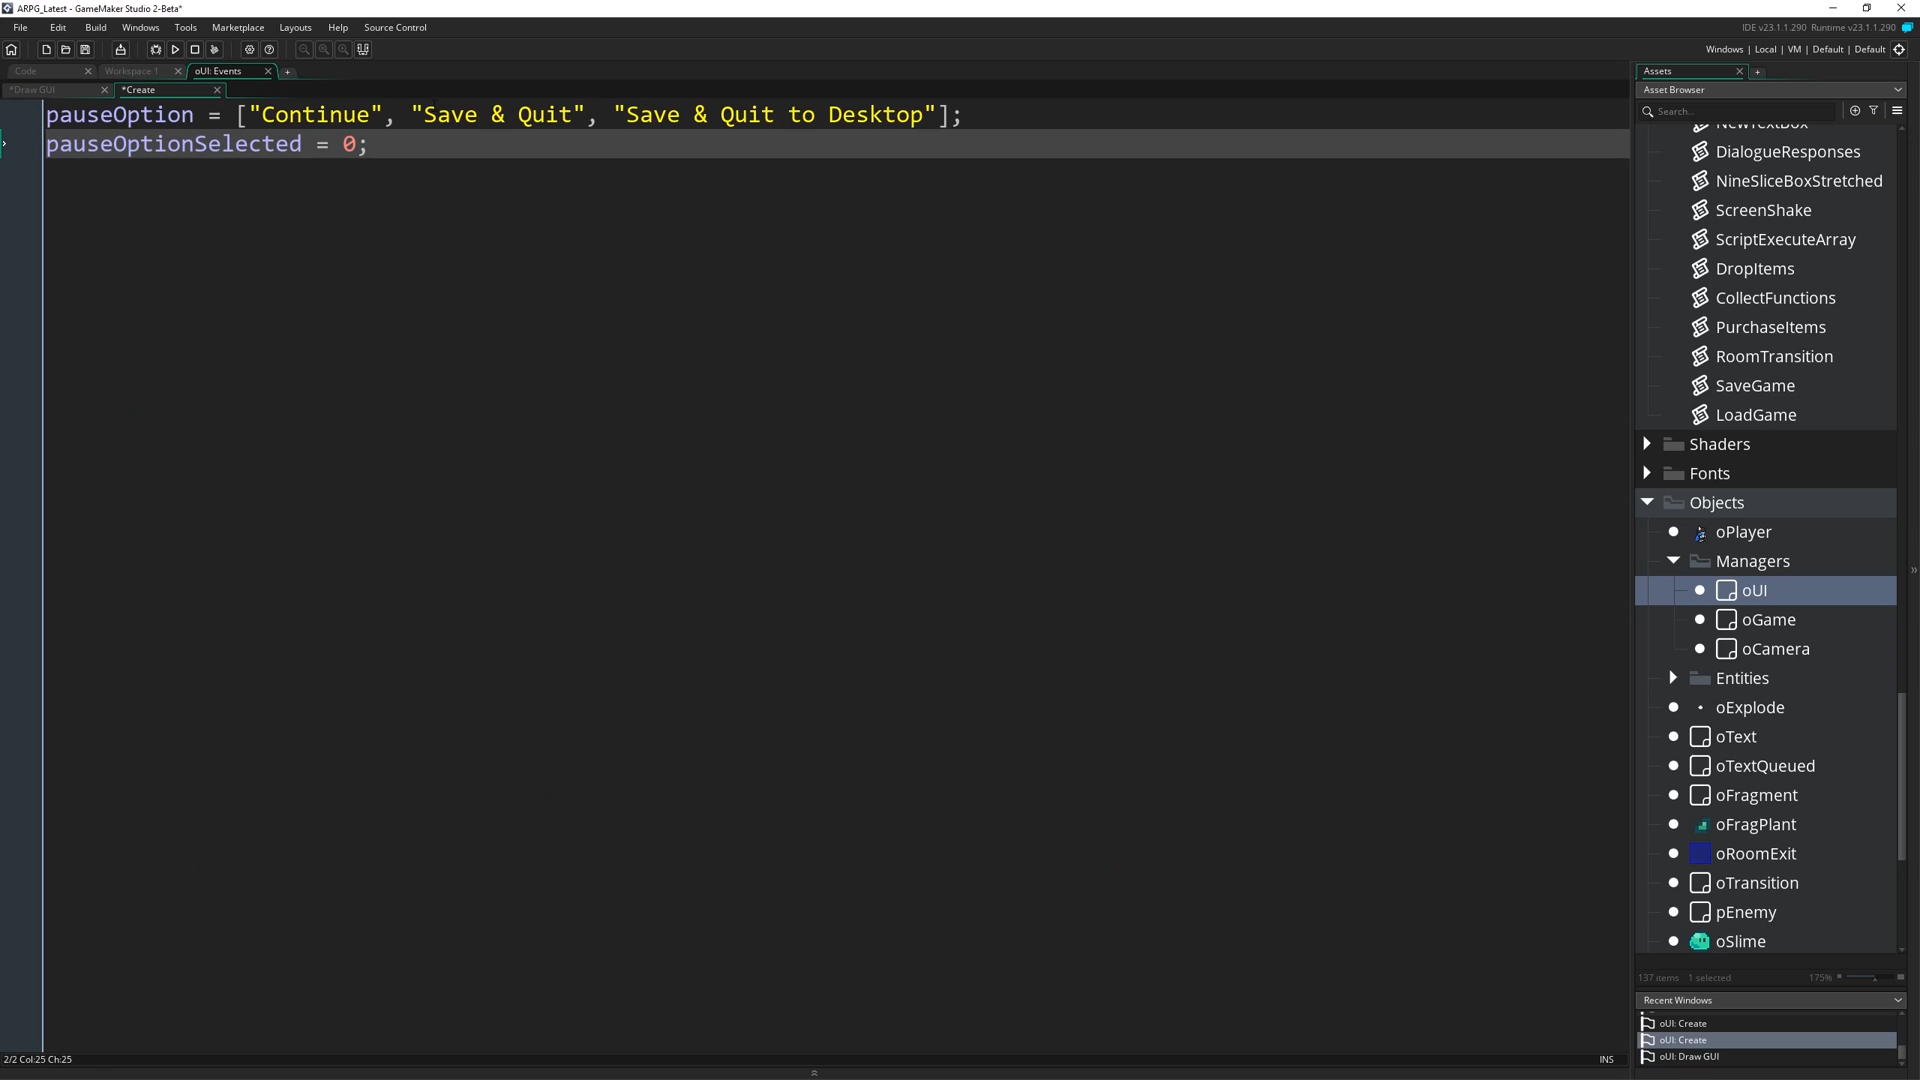 ARPG_Latest - GameMaker Studio 2-Beta*
File Edit Build Windows Tools Marketplace Layouts Help Source Control
IDE v23.1.1.290 Runtime v23.1.1.290
Windows | Local | VM | Default | Default
Code Workspace 1 oUI: Events
*Draw GUI *Create
pauseOption = ["Continue", "Save & Quit", "Save & Quit to Desktop"];
pauseOptionSelected = 0;
2/2 Col:25 Ch:25
INS
Assets
Asset Browser
Search...
NewTextBox
DialogueResponses
NineSliceBoxStretched
ScreenShake
ScriptExecuteArray
DropItems
CollectFunctions
PurchaseItems
RoomTransition
SaveGame
LoadGame
Shaders
Fonts
Objects
oPlayer
Managers
oUI
oGame
oCamera
Entities
oExplode
oText
oTextQueued
oFragment
oFragPlant
oRoomExit
oTransition
pEnemy
oSlime
137 items 1 selected 175%
Recent Windows
oUI: Create
oUI: Create
oUI: Draw GUI